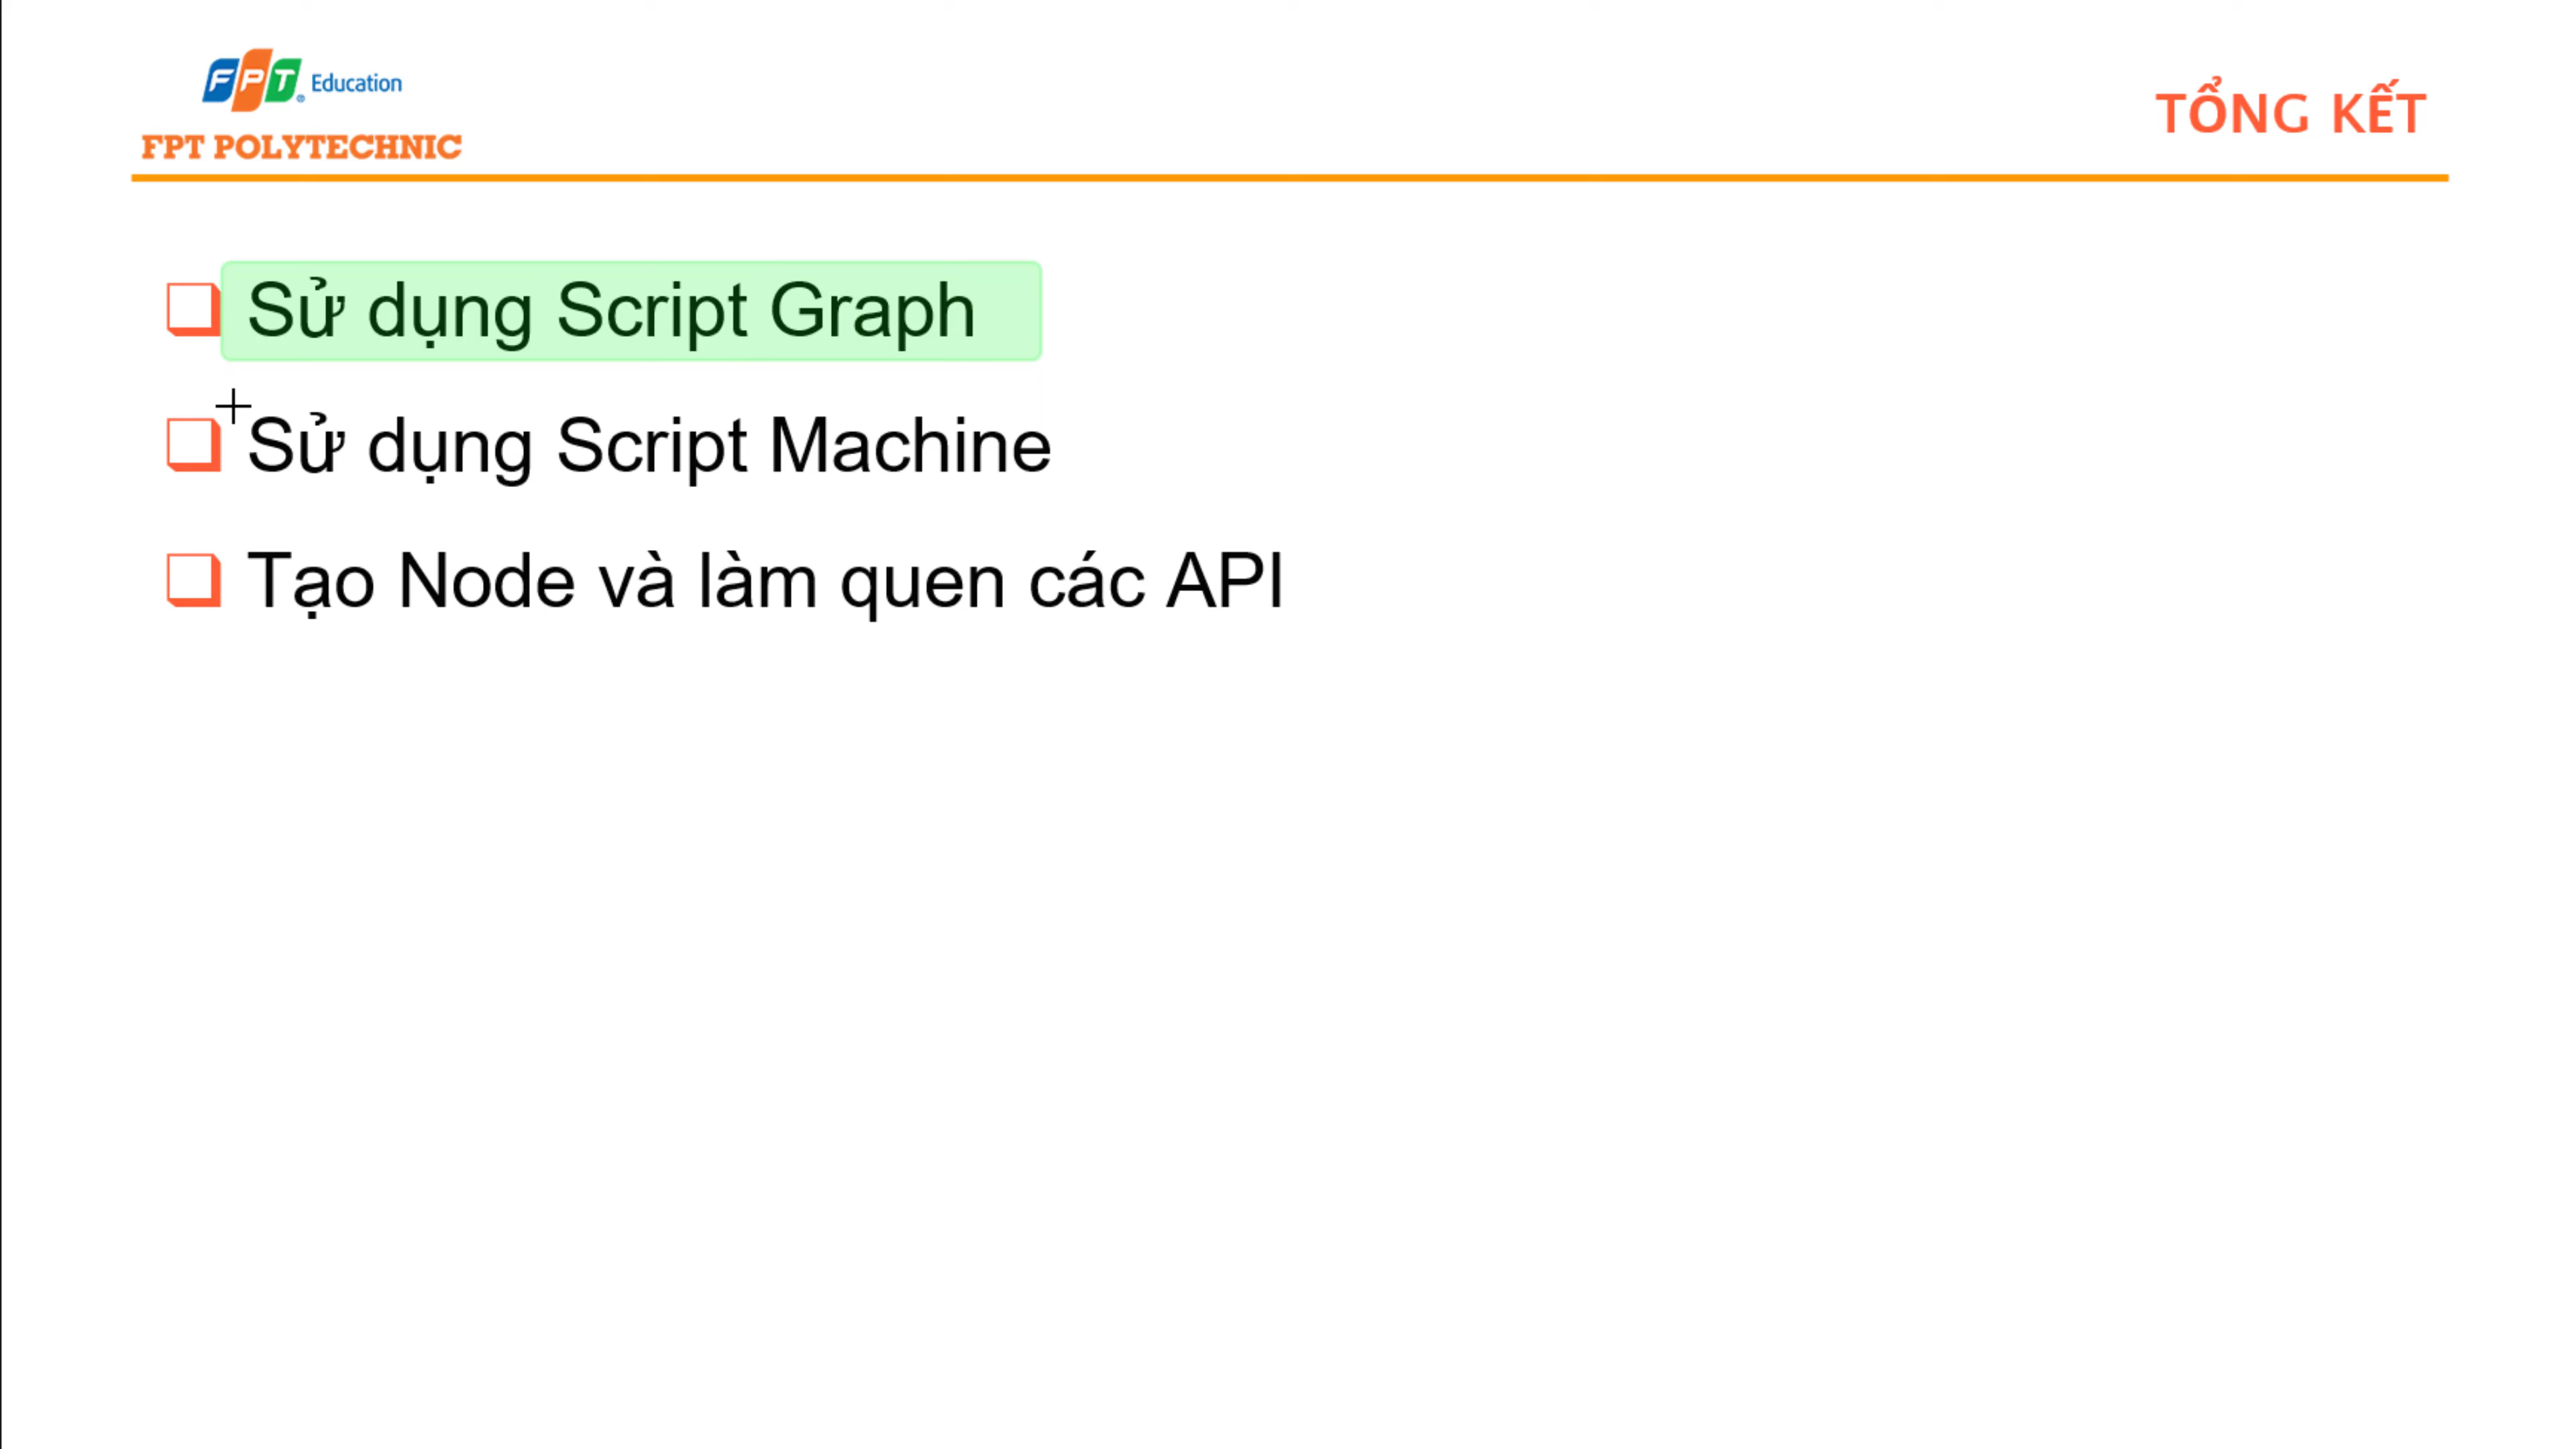 FPT Education
FPT POLYTECHNIC
TỔNG KẾT
Sử dụng Script Graph
Sử dụng Script Machine
Tạo Node và làm quen các API